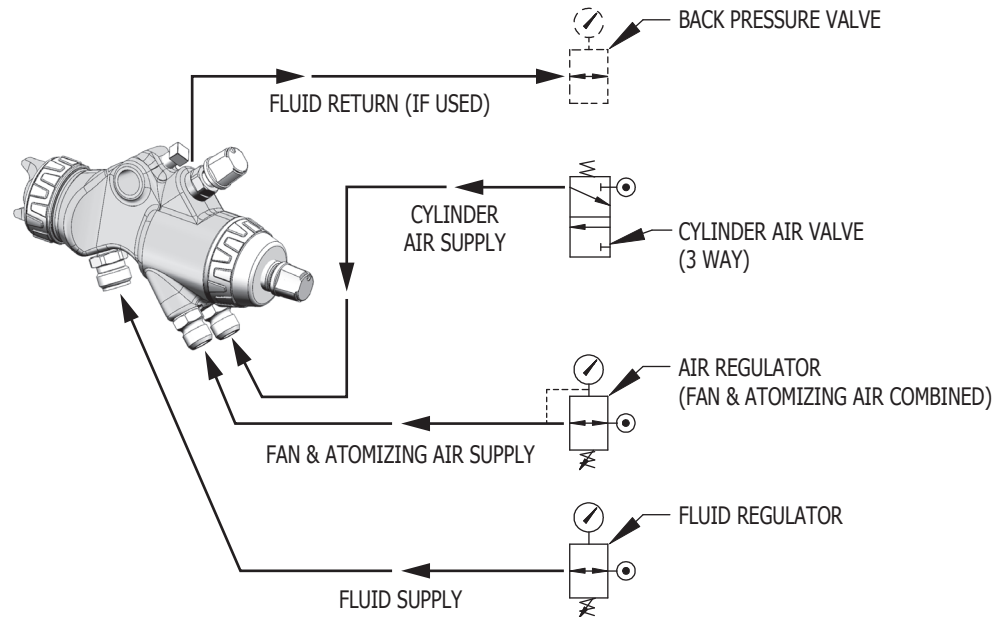 BACK PRESSURE VALVE
FLUID RETURN (IF USED)
CYLINDER
AIR SUPPLY
CYLINDER AIR VALVE
(3 WAY)
AIR REGULATOR
(FAN & ATOMIZING AIR COMBINED)
FAN & ATOMIZING AIR SUPPLY
FLUID REGULATOR
FLUID SUPPLY